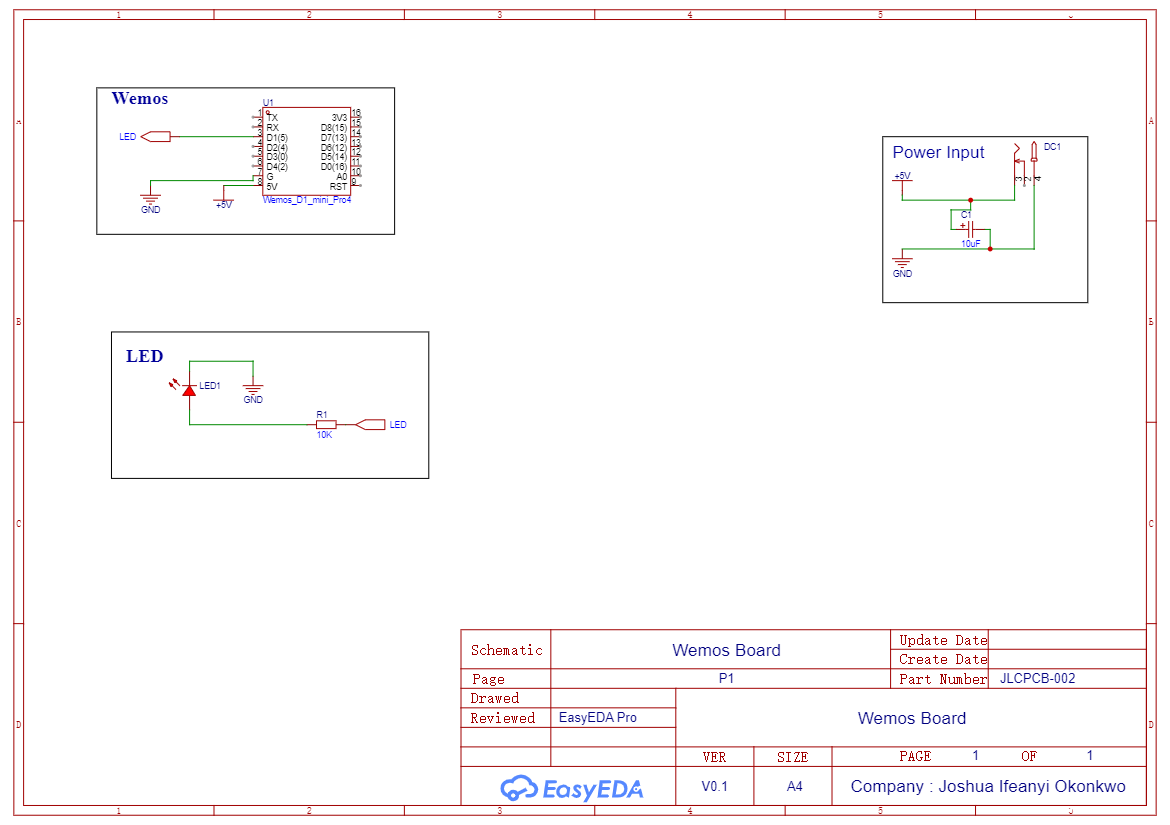 1 2 3 4 5
A
B
C
D
Wemos
LED
GND
+5V
U1
1 TX 3V3 16
2 RX D8(15) 15
3 D1(5) D7(13) 14
4 D2(4) D6(12) 13
5 D3(0) D5(14) 12
6 D4(2) D0(16) 11
7 G A0 10
8 5V RST 9
Wemos_D1_mini_Pro4
Power Input
DC1
3 2 4
+5V
C1
+
10uF
GND
LED
LED1
GND
R1
10K
LED
Schematic Wemos Board Update Date
Create Date
Page P1 Part Number JLCPCB-002
Drawed
Reviewed EasyEDA Pro
Wemos Board
VER SIZE PAGE 1 OF 1
EasyEDA V0.1 A4 Company : Joshua Ifeanyi Okonkwo
A
C
D
1 2 3 4